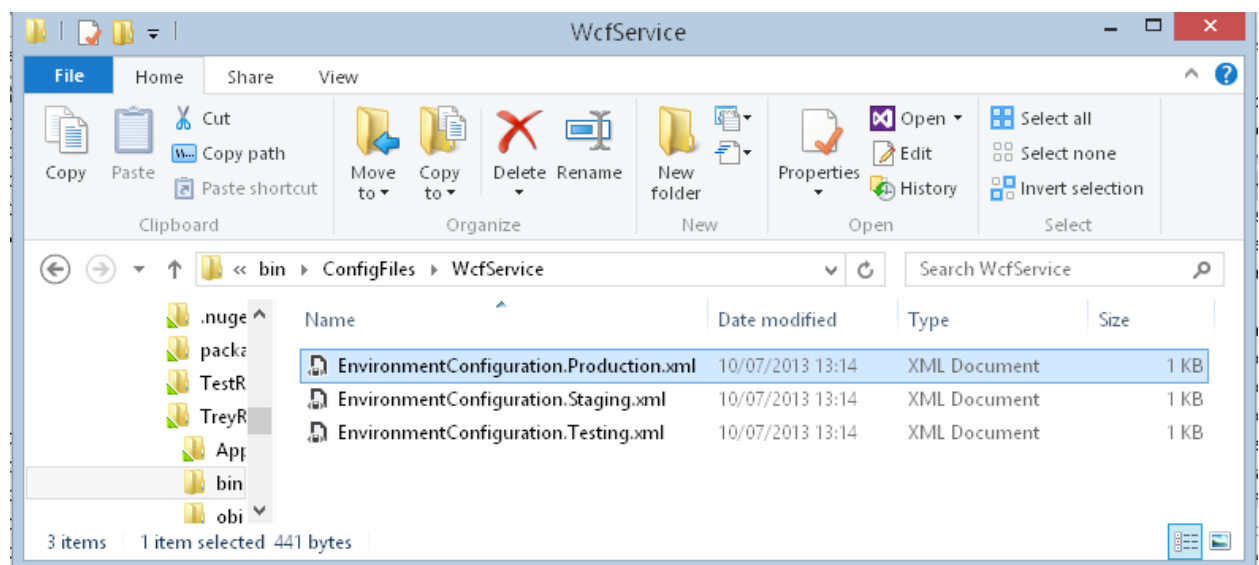 WcfService
File Home Share View
Copy
Paste
Cut
W... Copy path
Paste shortcut
Clipboard
Move to
Copy to
Delete
Rename
Organize
New folder
New
Properties
Open
Edit
History
Open
Select all
Select none
Invert selection
Select
« bin ConfigFiles WcfService
Search WcfService
.nuge
packa
TestR
TreyR
App
bin
obj
Name Date modified Type Size
EnvironmentConfiguration.Production.xml 10/07/2013 13:14 XML Document 1 KB
EnvironmentConfiguration.Staging.xml 10/07/2013 13:14 XML Document 1 KB
EnvironmentConfiguration.Testing.xml 10/07/2013 13:14 XML Document 1 KB
3 items 1 item selected 441 bytes